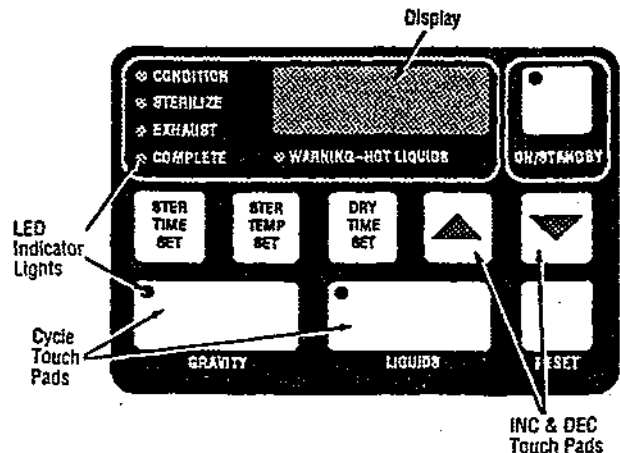 Display
CONDITION
STERILIZE
EXHAUST
COMPLETE
WARNING-HOT LIQUIDS
ON/STANDBY
STER TIME SET
STER TEMP SET
DRY TIME SET
LED Indicator Lights
Cycle Touch Pads
GRAVITY
LIQUIDS
RESET
INC & DEC Touch Pads